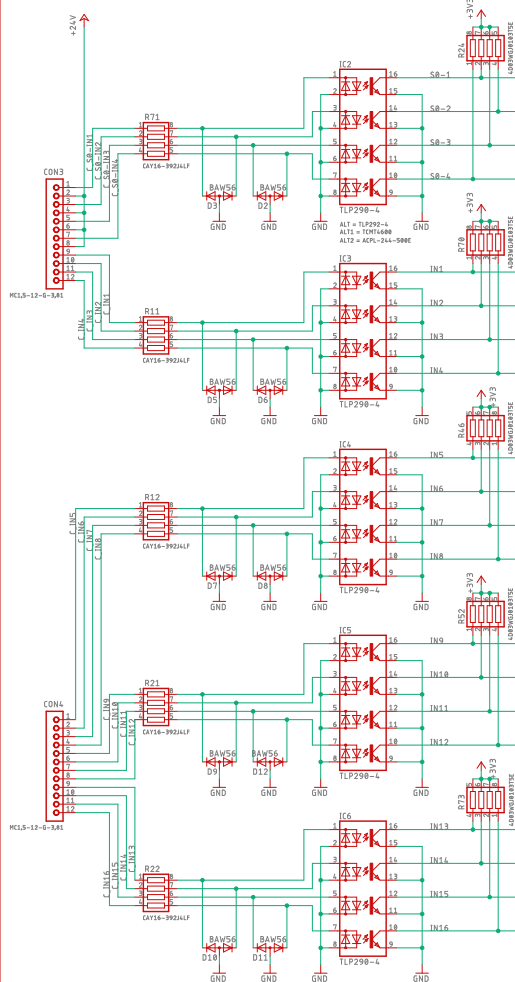 +24V
+3V3
R24
4D03WGJ0103T5E
IC2
R71
CAY16-392J4LF
S0-1
S0-2
S0-3
S0-4
C_S0-IN1
C_S0-IN2
C_S0-IN3
C_S0-IN4
CON3
1
2
3
4
5
6
7
8
9
10
11
12
MC1,5-12-G-3,81
BAW56
BAW56
D3
D2
GND
GND
GND
GND
TLP290-4
ALT = TLP292-4
ALT1 = TCMT4600
ALT2 = ACPL-244-500E
+3V3
R70
4D03WGJ0103T5E
IC3
C_IN1
C_IN2
C_IN3
C_IN4
R11
CAY16-392J4LF
IN1
IN2
IN3
IN4
BAW56
BAW56
D5
D6
GND
GND
GND
GND
TLP290-4
+3V3
R46
4D03WGJ0103T5E
IC4
R12
CAY16-392J4LF
C_IN5
C_IN6
C_IN7
C_IN8
IN5
IN6
IN7
IN8
BAW56
BAW56
D7
D8
GND
GND
GND
GND
TLP290-4
+3V3
R52
4D03WGJ0103T5E
IC5
R21
CAY16-392J4LF
C_IN9
C_IN10
C_IN11
C_IN12
IN9
IN10
IN11
IN12
CON4
1
2
3
4
5
6
7
8
9
10
11
12
MC1,5-12-G-3,81
BAW56
BAW56
D9
D12
GND
GND
GND
GND
TLP290-4
+3V3
R73
4D03WGJ0103T5E
IC6
C_IN13
C_IN14
C_IN15
C_IN16
R22
CAY16-392J4LF
IN13
IN14
IN15
IN16
BAW56
BAW56
D10
D11
GND
GND
GND
GND
TLP290-4